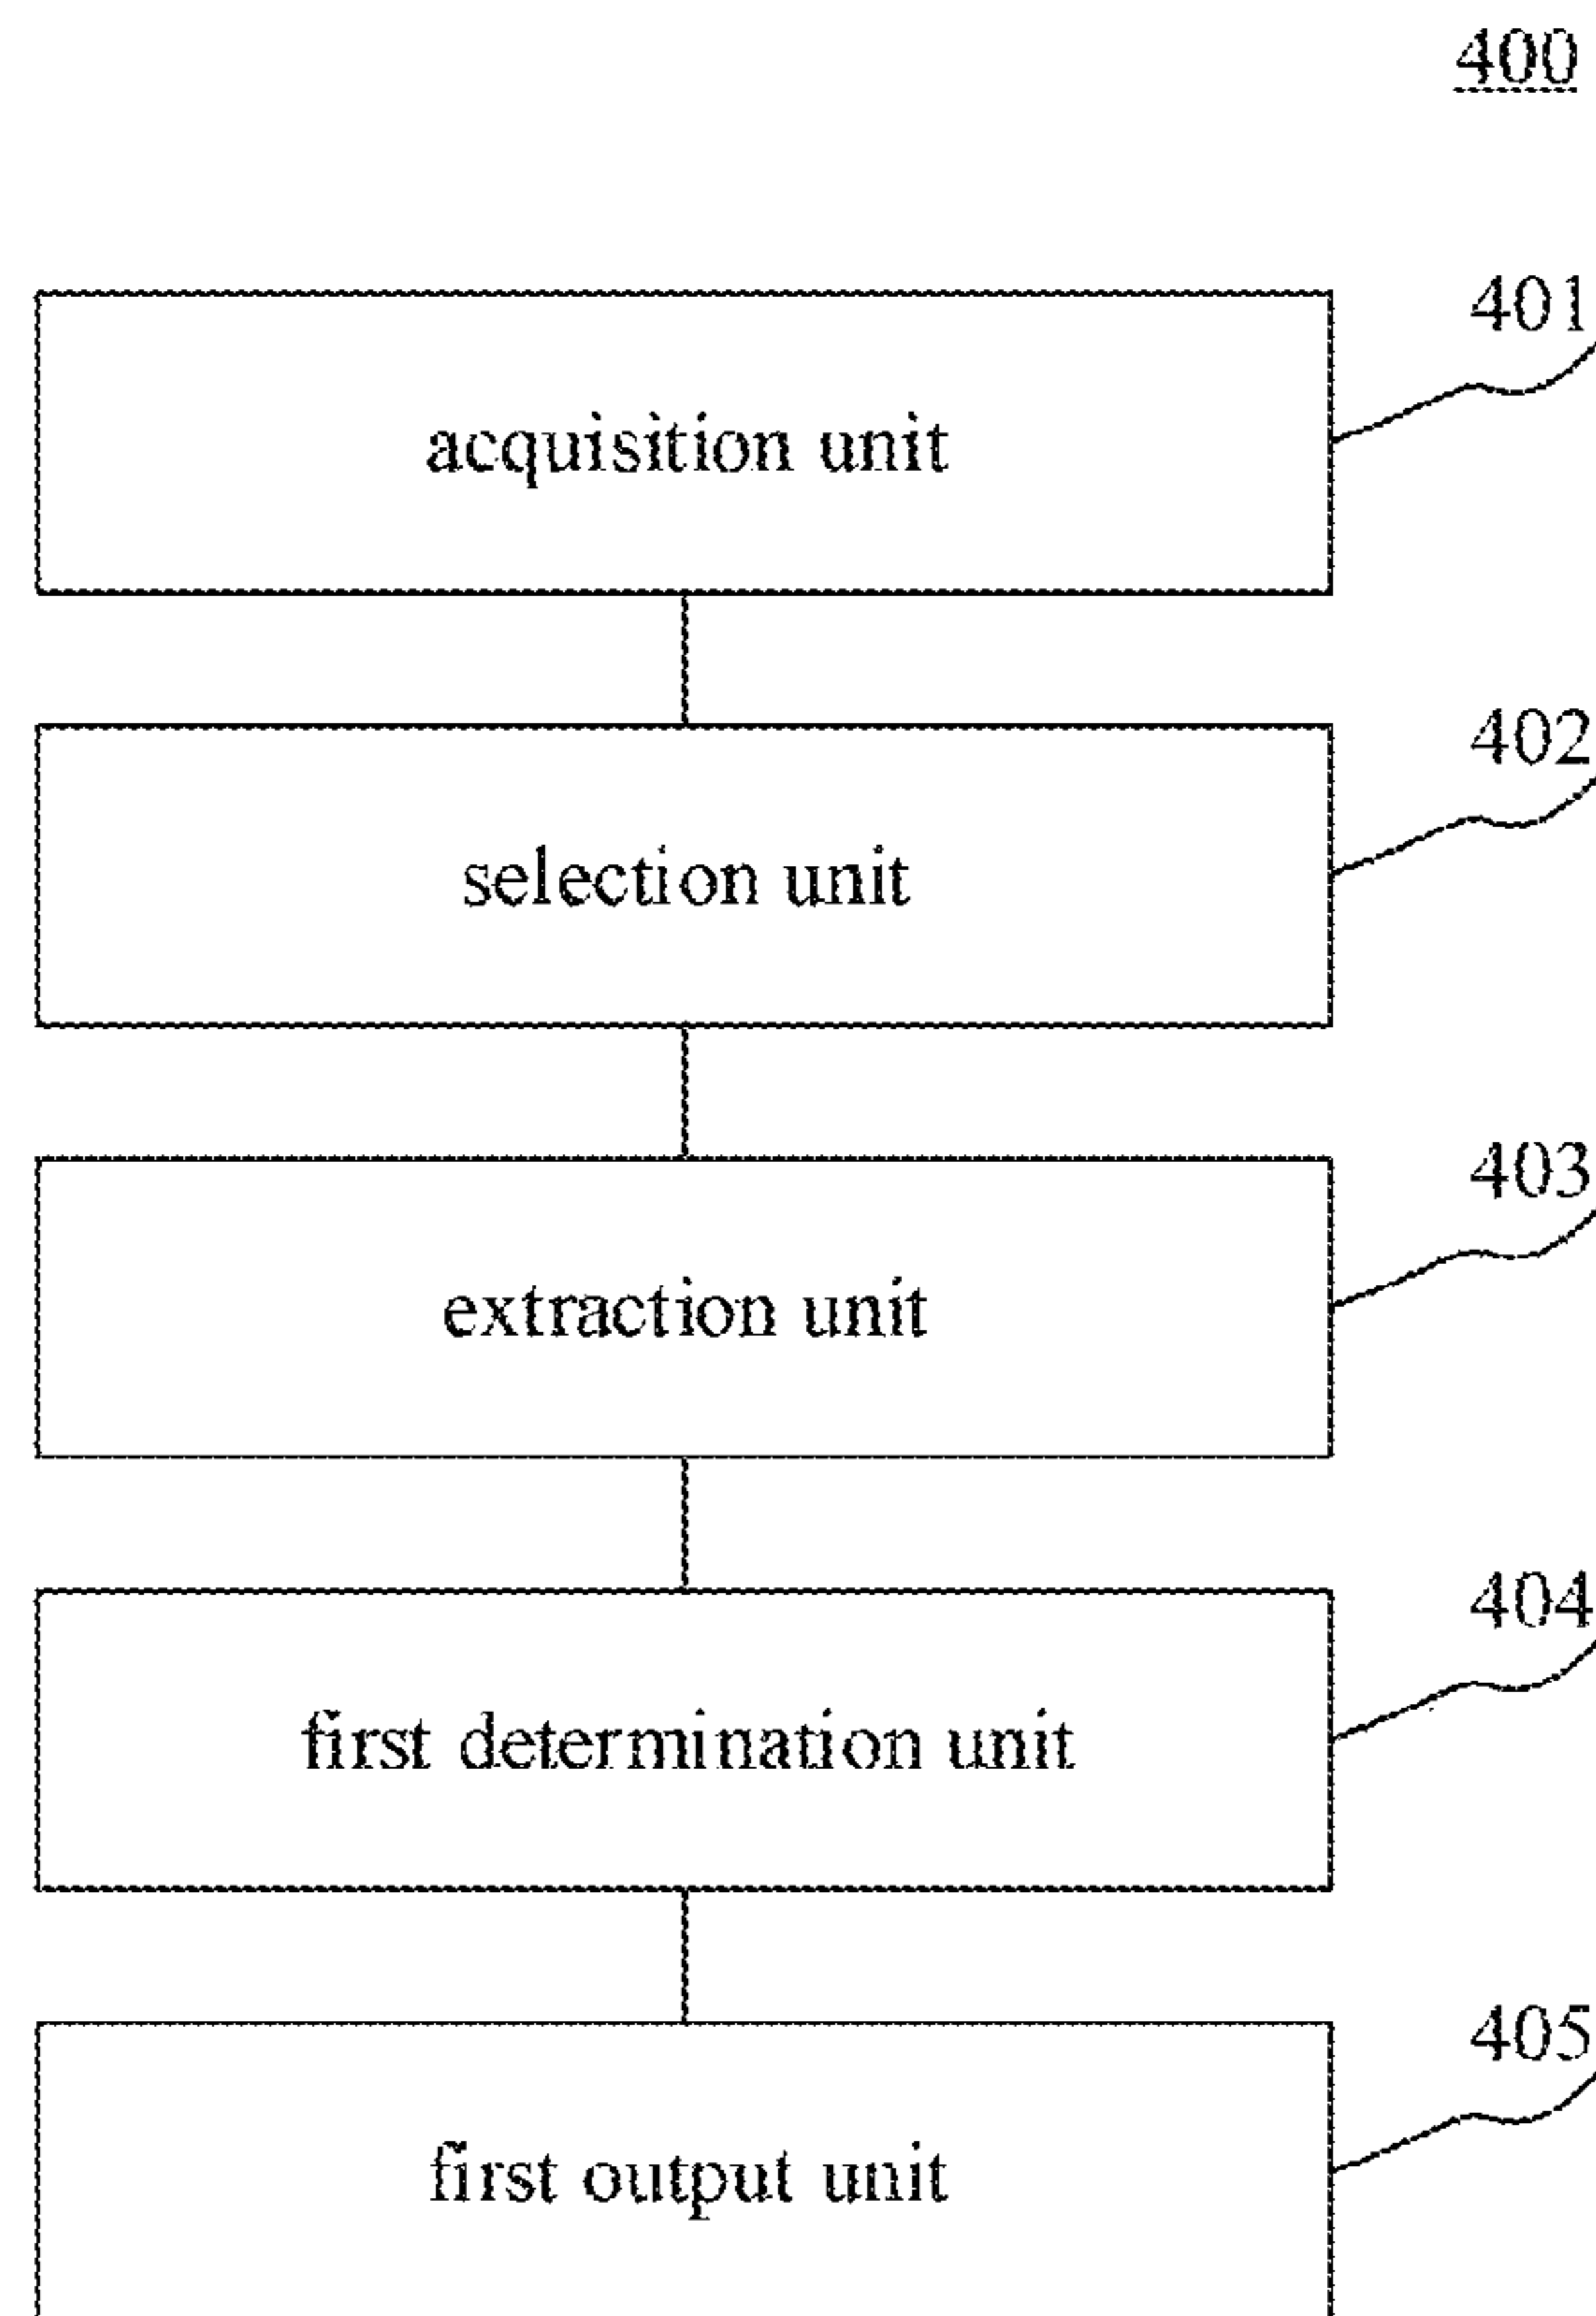 400
401
acquisition unit
402
selection unit
403
extraction unit
404
first determination unit
405
first output unit